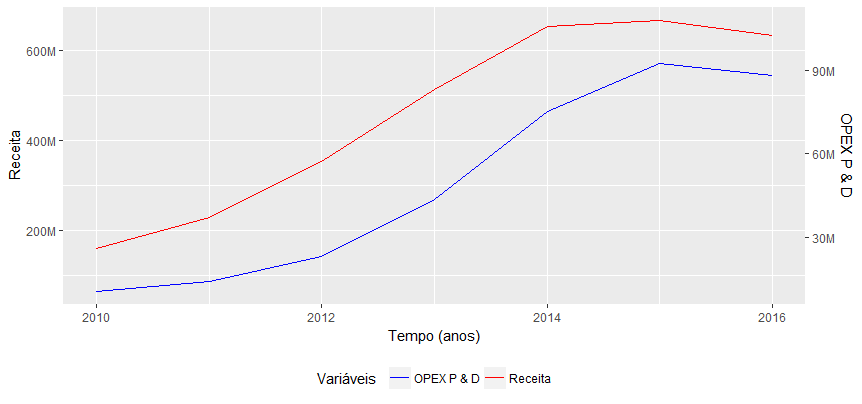 600M
400M
200M
Receita
90M
60M
30M
OPEX P & D
2010 2012 2014 2016
Tempo (anos)
Variáveis OPEX P & D Receita